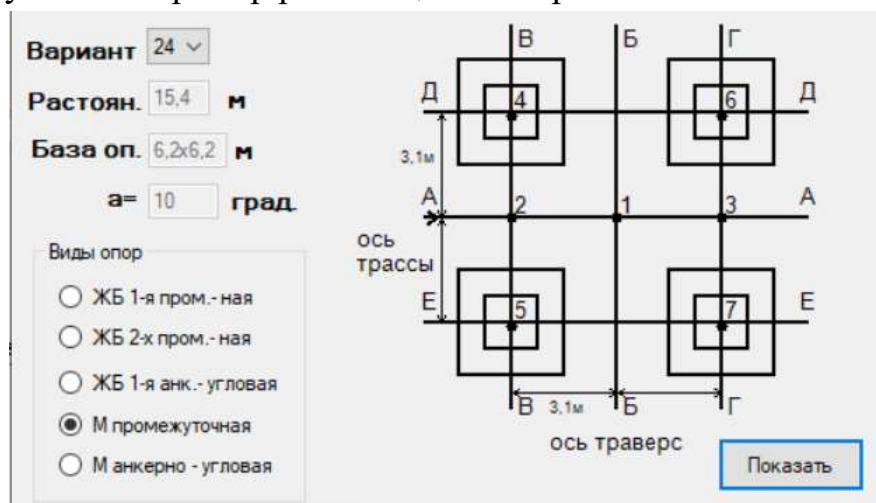 Вариант 24
Растоян. 15,4 м
База оп. 6,2х6,2 м
а= 10 град.
Виды опор
ЖБ 1-я пром.- ная
ЖБ 2-х пром.- ная
ЖБ 1-я анк.- угловая
М промежуточная
М анкерно - угловая
В Б Г
Д 4 6 Д
3,1м
А 2 1 3 А
ось
трассы
Е 5 7 Е
В 3,1м Б Г
ось траверс
Показать